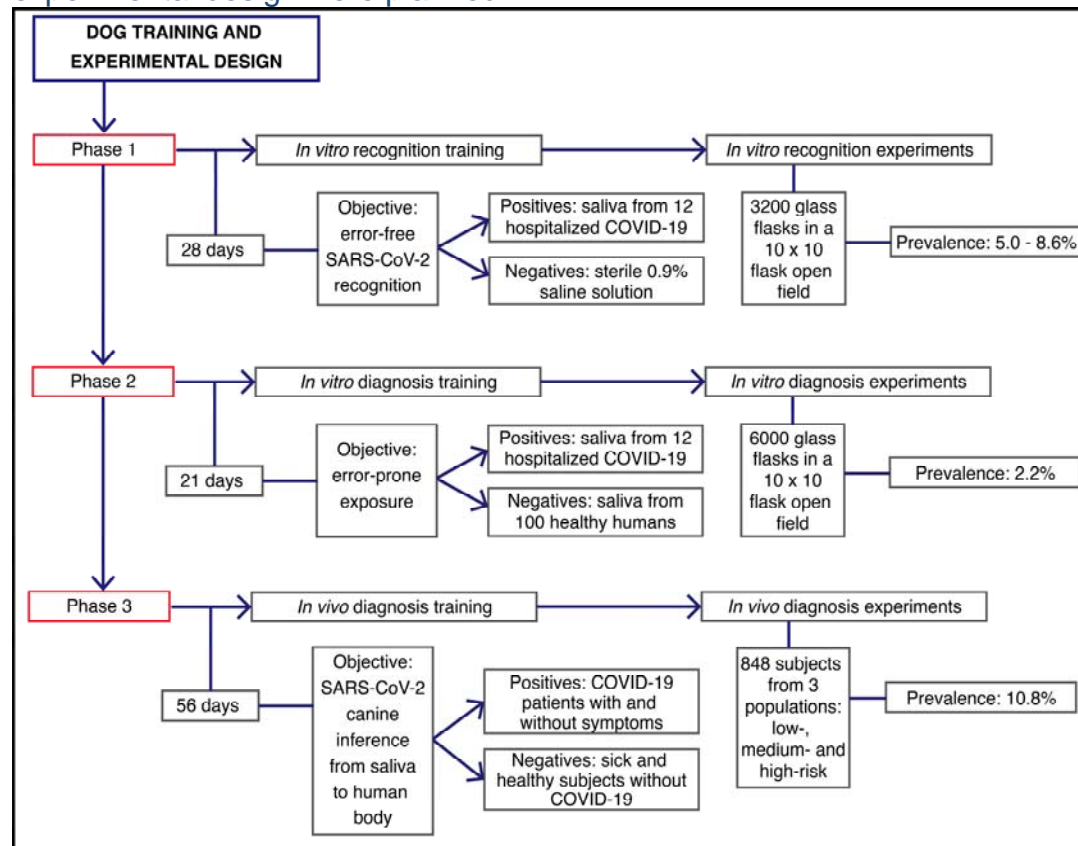 experimental design were planned
DOG TRAINING AND
EXPERIMENTAL DESIGN
Phase 1
In vitro recognition training
In vitro recognition experiments
28 days
Objective:
error-free
SARS-CoV-2
recognition
Positives: saliva from 12
hospitalized COVID-19
Negatives: sterile 0.9%
saline solution
3200 glass
flasks in a
10 x 10
flask open
field
Prevalence: 5.0 - 8.6%
Phase 2
In vitro diagnosis training
In vitro diagnosis experiments
21 days
Objective:
error-prone
exposure
Positives: saliva from 12
hospitalized COVID-19
Negatives: saliva from
100 healthy humans
6000 glass
flasks in a
10 x 10
flask open
field
Prevalence: 2.2%
Phase 3
In vivo diagnosis training
In vivo diagnosis experiments
56 days
Objective:
SARS-CoV-2
canine
inference
from saliva
to human
body
Positives: COVID-19
patients with and
without symptoms
Negatives: sick and
healthy subjects without
COVID-19
848 subjects
from 3
populations:
low-,
medium- and
high-risk
Prevalence: 10.8%